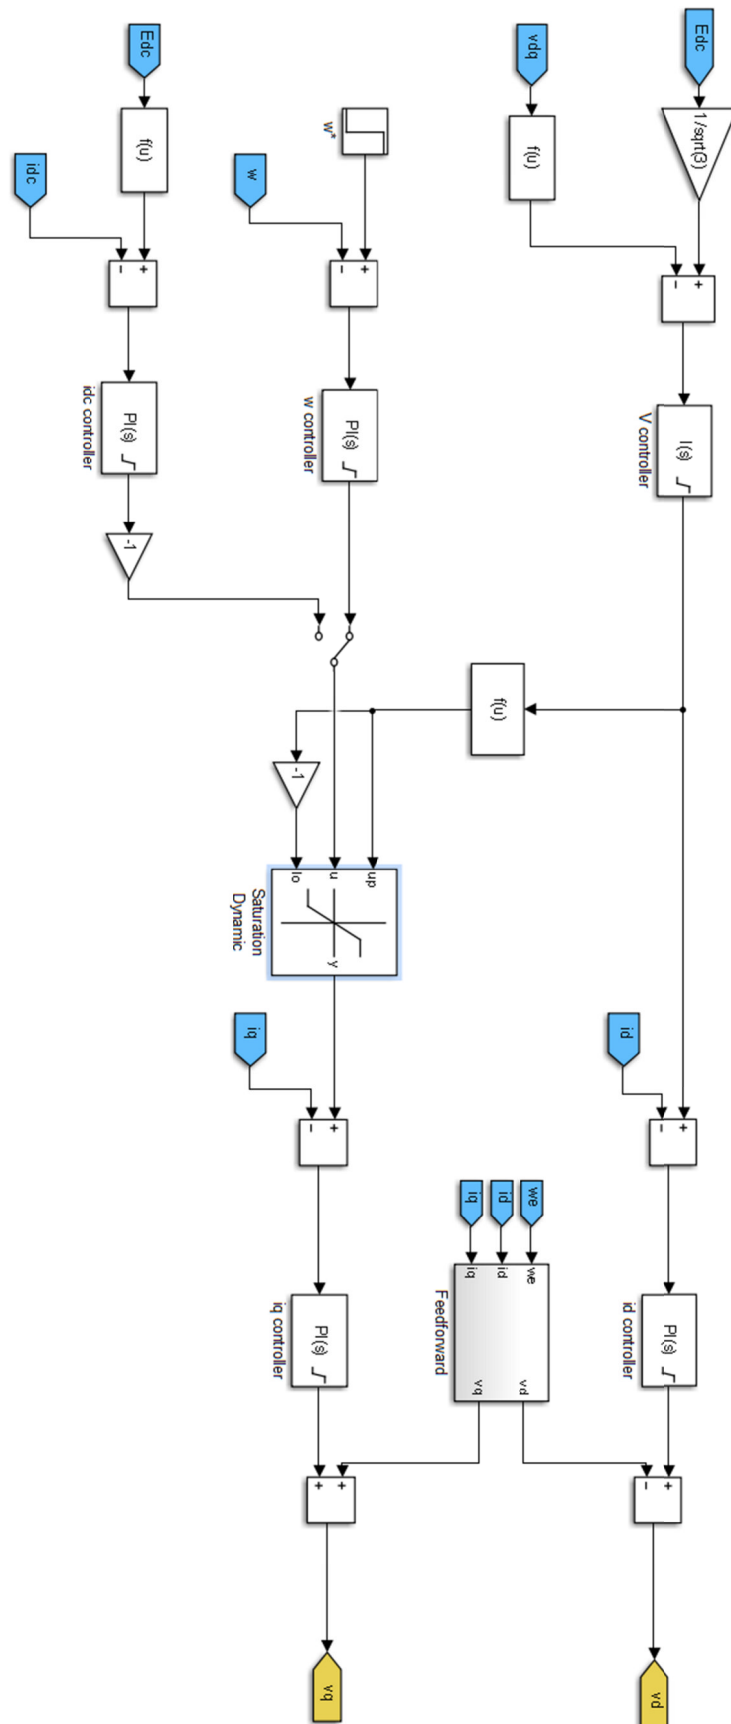 Edc
1/sqrt(3)
+
−
I(s)
V controller
vdq
f(u)
id
+
−
PI(s)
id controller
+
−
vd
f(u)
we
id
iq
we
id
iq
vd
vq
Feedforward
w*
w
+
−
PI(s)
w controller
-1
up
u
lo
y
Saturation
Dynamic
iq
+
−
PI(s)
iq controller
+
+
vq
Edc
f(u)
idc
+
−
PI(s)
idc controller
-1